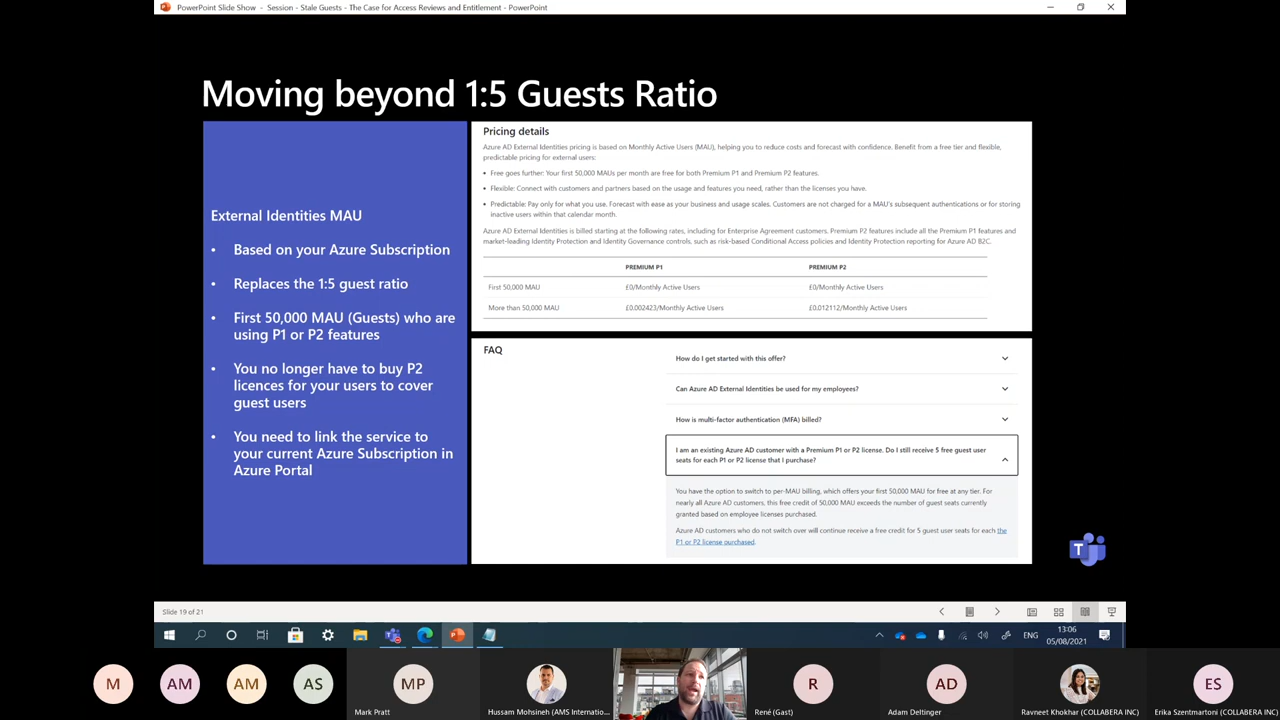 PowerPoint Slide Show - Session - Stale Guests - The Case for Access Reviews and Entitlement - PowerPoint
Moving beyond 1:5 Guests Ratio
External Identities MAU
• Based on your Azure Subscription
• Replaces the 1:5 guest ratio
• First 50,000 MAU (Guests) who are
using P1 or P2 features
• You no longer have to buy P2
licences for your users to cover
guest users
• You need to link the service to
your current Azure Subscription in
Azure Portal
Pricing details
Azure AD External Identities pricing is based on Monthly Active Users (MAU), helping you to reduce costs and forecast with confidence. Benefit from a free tier and flexible,
predictable pricing for external users:
• Free goes further: Your first 50,000 MAUs per month are free for both Premium P1 and Premium P2 features.
• Flexible: Connect with customers and partners based on the usage and features you need, rather than the licenses you have.
• Predictable: Pay only for what you use. Forecast with ease as your business and usage scales. Customers are not charged for a MAU's subsequent authentications or for storing
inactive users within that calendar month.
Azure AD External Identities is billed starting at the following rates, including for Enterprise Agreement customers. Premium P2 features include all the Premium P1 features and
market-leading Identity Protection and Identity Governance controls, such as risk-based Conditional Access policies and Identity Protection reporting for Azure AD B2C.
PREMIUM P1 PREMIUM P2
First 50,000 MAU £0/Monthly Active Users £0/Monthly Active Users
More than 50,000 MAU £0.002423/Monthly Active Users £0.012112/Monthly Active Users
FAQ
How do I get started with this offer?
Can Azure AD External Identities be used for my employees?
How is multi-factor authentication (MFA) billed?
I am an existing Azure AD customer with a Premium P1 or P2 license. Do I still receive 5 free guest user
seats for each P1 or P2 license that I purchase?
You have the option to switch to per-MAU billing, which offers your first 50,000 MAU for free at any tier. For
nearly all Azure AD customers, this free credit of 50,000 MAU exceeds the number of guest seats currently
granted based on employee licenses purchased.
Azure AD customers who do not switch over will continue receive a free credit for 5 guest user seats for each the
P1 or P2 license purchased.
T
Slide 19 of 21
ENG
13:06
05/08/2021
M AM AM AS MP R AD ES
Mark Pratt
Hussam Mohsineh (AMS Internatio...
René (Gast)
Adam Deltinger
Ravneet Khokhar (COLLABERA INC)
Erika Szentmartoni (COLLABERA INC)